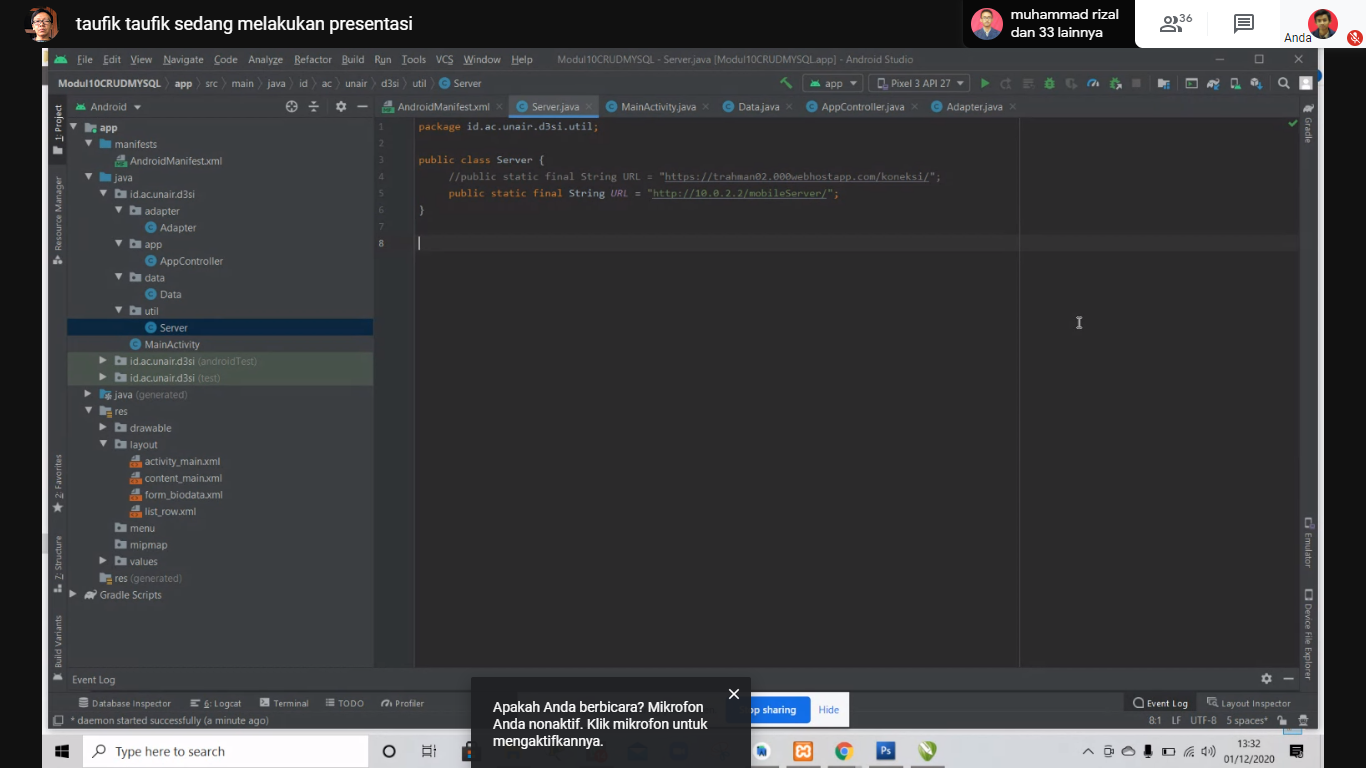 taufik taufik sedang melakukan presentasi
muhammad rizal
dan 33 lainnya
36
Anda
File Edit View Navigate Code Analyze Refactor Build Run Tools VCS Window Help Modul10CRUDMYSQL - Server.java [Modul10CRUDMYSQL.app] - Android Studio
Modul10CRUDMYSQL app src main java id ac unair d3si util Server
app Pixel 3 API 27
Android
AndroidManifest.xml Server.java MainActivity.java Data.java AppController.java Adapter.java
1: Project
Resource Manager
2: Favorites
7: Structure
Build Variants
app
manifests
AndroidManifest.xml
java
id.ac.unair.d3si
adapter
Adapter
app
AppController
data
Data
util
Server
MainActivity
id.ac.unair.d3si (androidTest)
id.ac.unair.d3si (test)
java (generated)
res
drawable
layout
activity_main.xml
content_main.xml
form_biodata.xml
list_row.xml
menu
mipmap
values
res (generated)
Gradle Scripts
1 package id.ac.unair.d3si.util;
2
3 public class Server {
4 //public static final String URL = "https://trahman02.000webhostapp.com/koneksi/";
5 public static final String URL = "http://10.0.2.2/mobileServer/";
6 }
7
8
Gradle
Emulator
Device File Explorer
Event Log
Database Inspector 6: Logcat Terminal TODO Profiler
Event Log Layout Inspector
* daemon started successfully (a minute ago)
8:1 LF UTF-8 5 spaces*
Apakah Anda berbicara? Mikrofon
Anda nonaktif. Klik mikrofon untuk
mengaktifkannya.
sharing Hide
Type here to search
Ps
13:32
01/12/2020